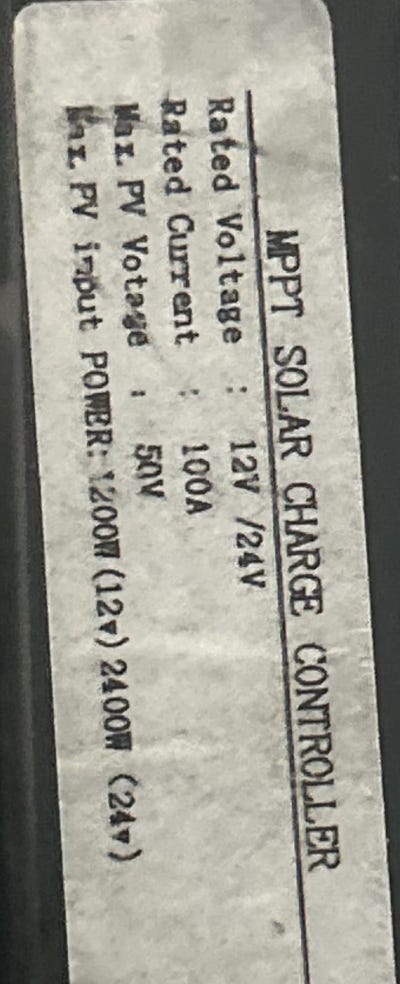 MPPT SOLAR CHARGE CONTROLLER
Rated Voltage : 12V /24V
Rated Current : 100A
Max PV Votage : 50V
Max PV input POWER: 1200W(12v)2400W (24v)